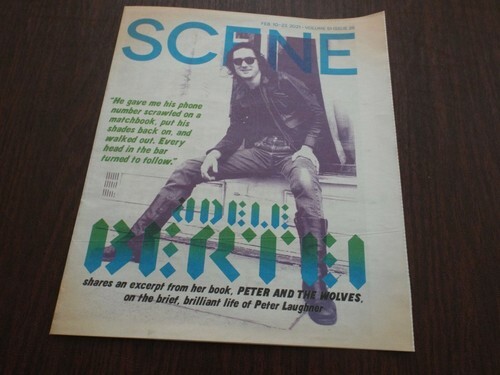 SCENE
"He gave me his phone
number scrawled on a
matchbook, put his
shades back on, and
walked out. Every
head in the bar
turned to follow."
ADELE
BERTEI
shares an excerpt from her book, PETER AND THE WOLVES,
on the brief, brilliant life of Peter Laughner